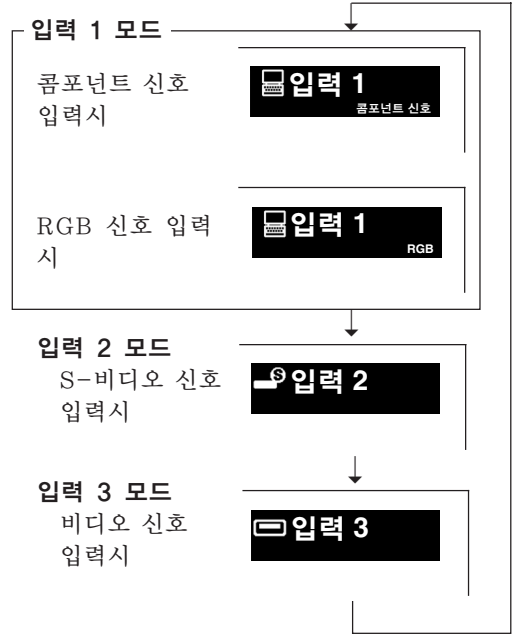 입력 1 모드
콤포넌트 신호
입력시
입력 1
콤포넌트 신호
RGB 신호 입력
시
입력 1
RGB
입력 2 모드
S-비디오 신호
입력시
S
입력 2
입력 3 모드
비디오 신호
입력시
입력 3